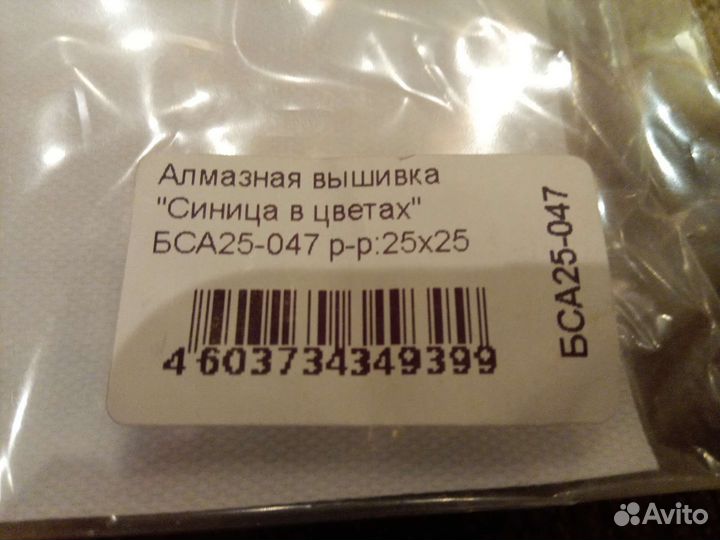 Алмазная вышивка
"Синица в цветах"
БСА25-047 р-р:25х25
4603734349399
БСА25-047
Avito